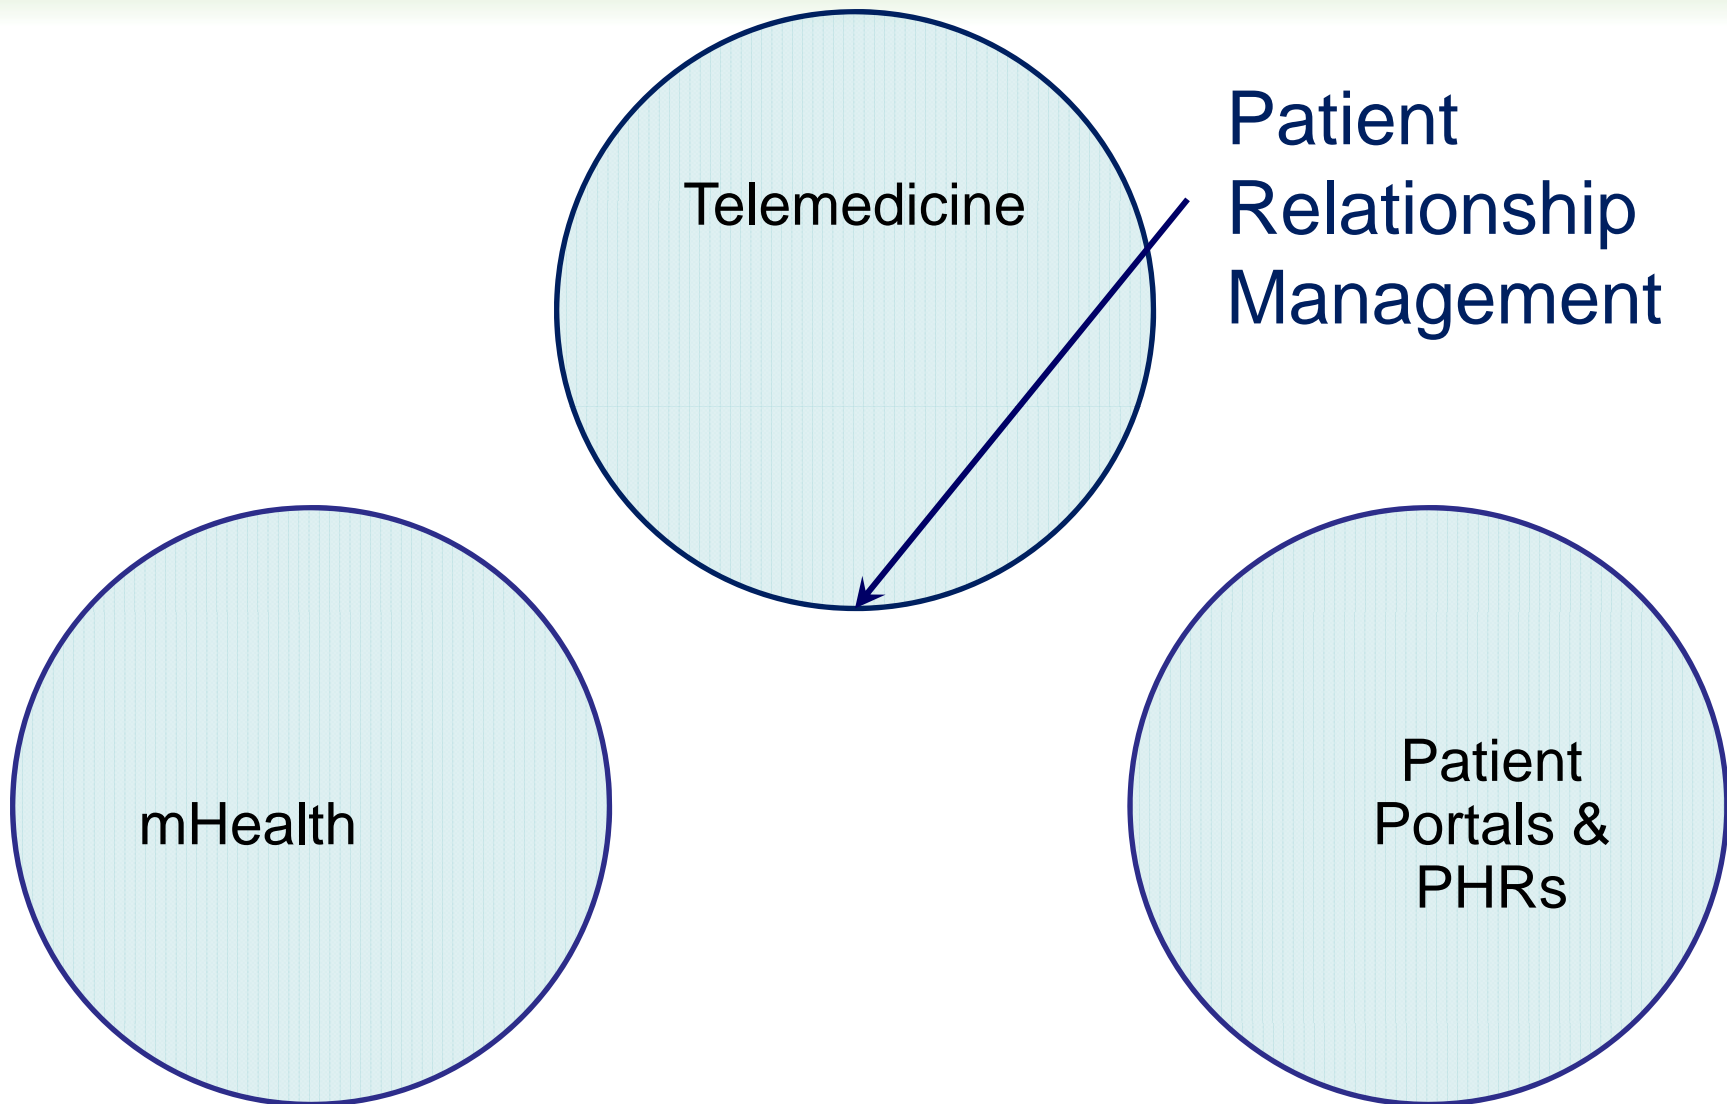 Telemedicine
Patient
Relationship
Management
mHealth
Patient
Portals &
PHRs